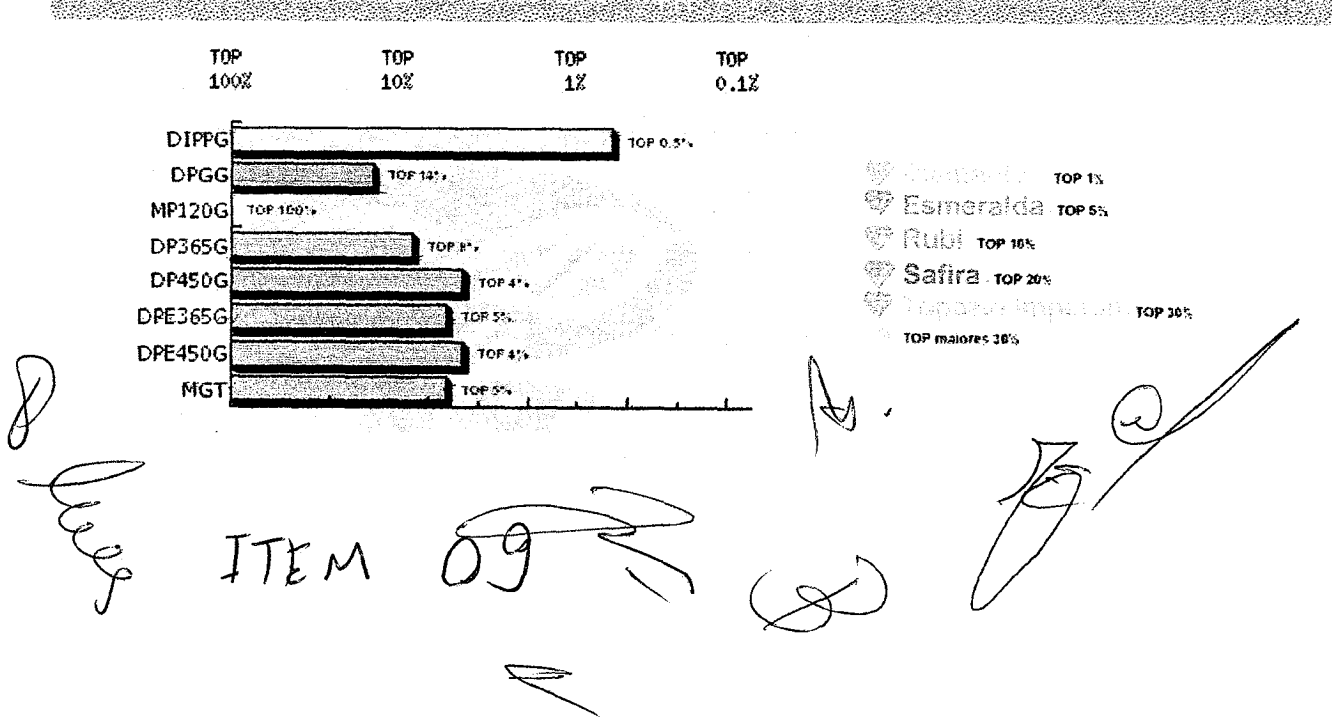 TOP TOP TOP TOP
100% 10% 1% 0.1%
DIPPG TOP 0.5%
DPGG TOP 14%
MP120G TOP 100%
DP365G TOP 8%
DP450G TOP 4%
DPE365G TOP 5%
DPE450G TOP 4%
MGT TOP 5%
TOP 1%
Esmeralda TOP 5%
Rubi TOP 10%
Safira TOP 20%
TOP 30%
TOP maiores 30%
ITEM 09